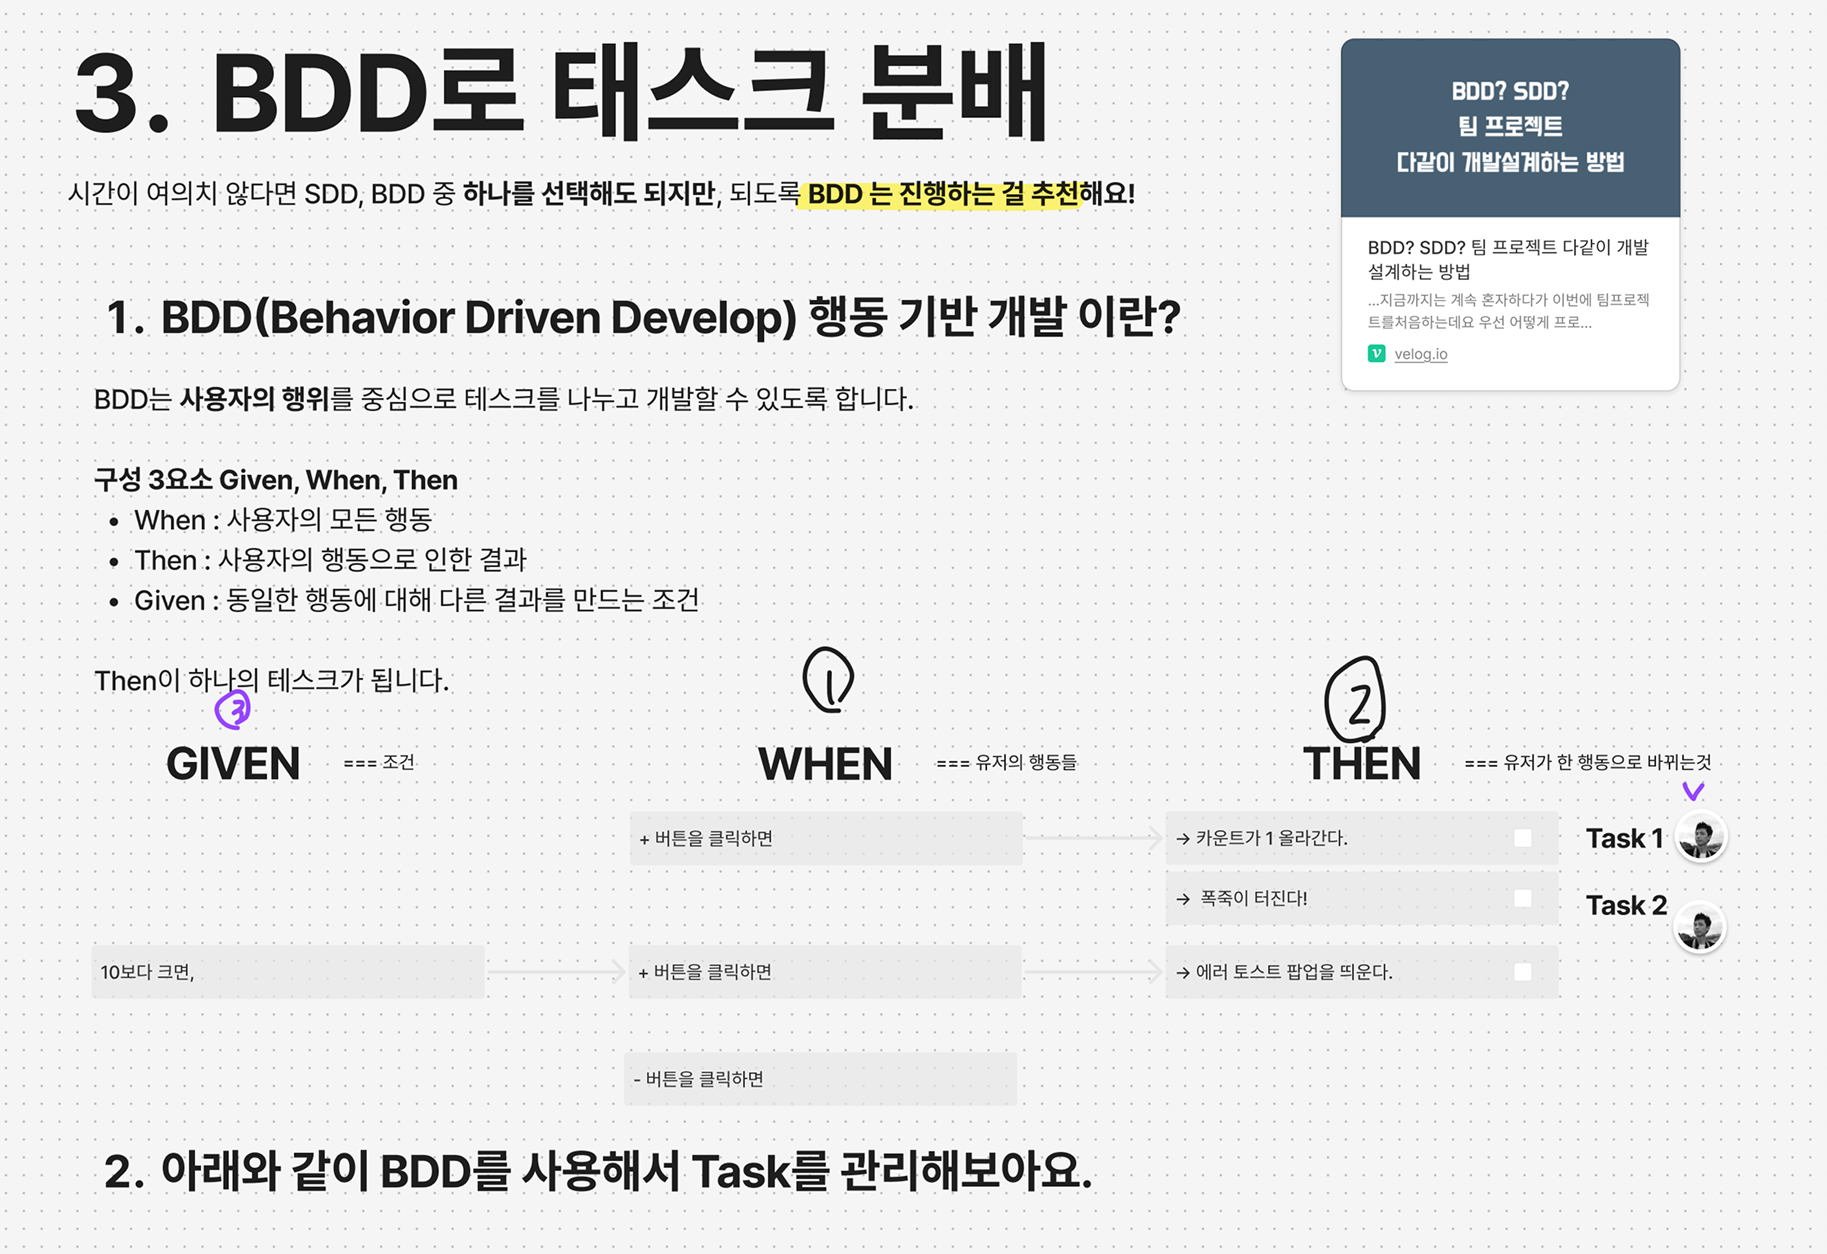 3. BDD로 태스크 분배
시간이 여의치 않다면 SDD, BDD 중 하나를 선택해도 되지만, 되도록 BDD 는 진행하는 걸 추천해요!
BDD? SDD?
팀 프로젝트
다같이 개발설계하는 방법
BDD? SDD? 팀 프로젝트 다같이 개발
설계하는 방법
...지금까지는 계속 혼자하다가 이번에 팀프로젝
트를처음하는데요 우선 어떻게 프로...
v velog.io
1. BDD(Behavior Driven Develop) 행동 기반 개발 이란?
BDD는 사용자의 행위를 중심으로 테스크를 나누고 개발할 수 있도록 합니다.
구성 3요소 Given, When, Then
• When : 사용자의 모든 행동
• Then : 사용자의 행동으로 인한 결과
• Given : 동일한 행동에 대해 다른 결과를 만드는 조건
Then이 하나의 테스크가 됩니다.
3
1
2
GIVEN === 조건
WHEN === 유저의 행동들
THEN === 유저가 한 행동으로 바뀌는것
+ 버튼을 클릭하면
→ 카운트가 1 올라간다.
Task 1
→ 폭죽이 터진다!
Task 2
10보다 크면,
+ 버튼을 클릭하면
→ 에러 토스트 팝업을 띄운다.
- 버튼을 클릭하면
2. 아래와 같이 BDD를 사용해서 Task를 관리해보아요.